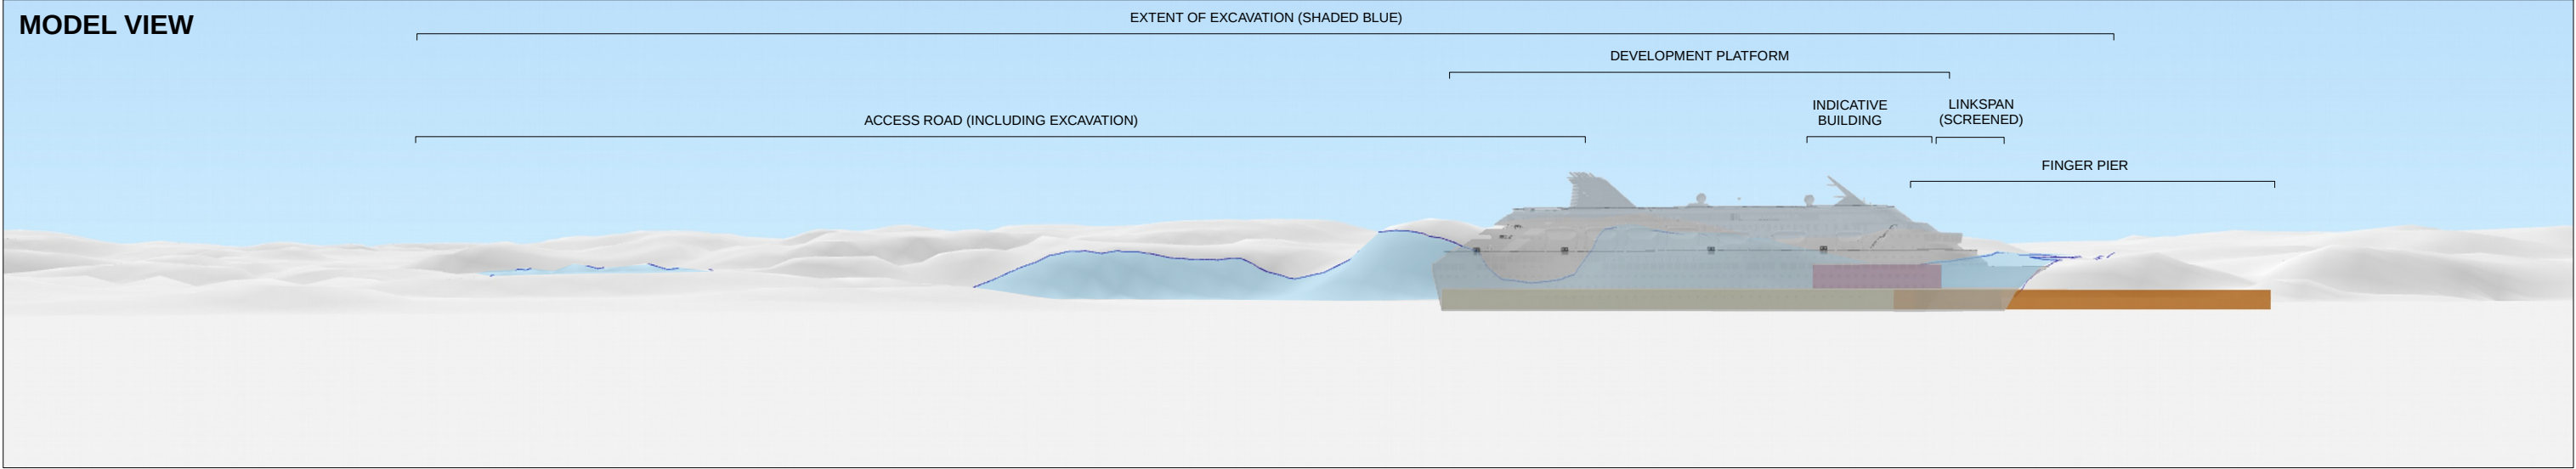 MODEL VIEW
EXTENT OF EXCAVATION (SHADED BLUE)
DEVELOPMENT PLATFORM
ACCESS ROAD (INCLUDING EXCAVATION)
INDICATIVE
BUILDING
LINKSPAN
(SCREENED)
FINGER PIER